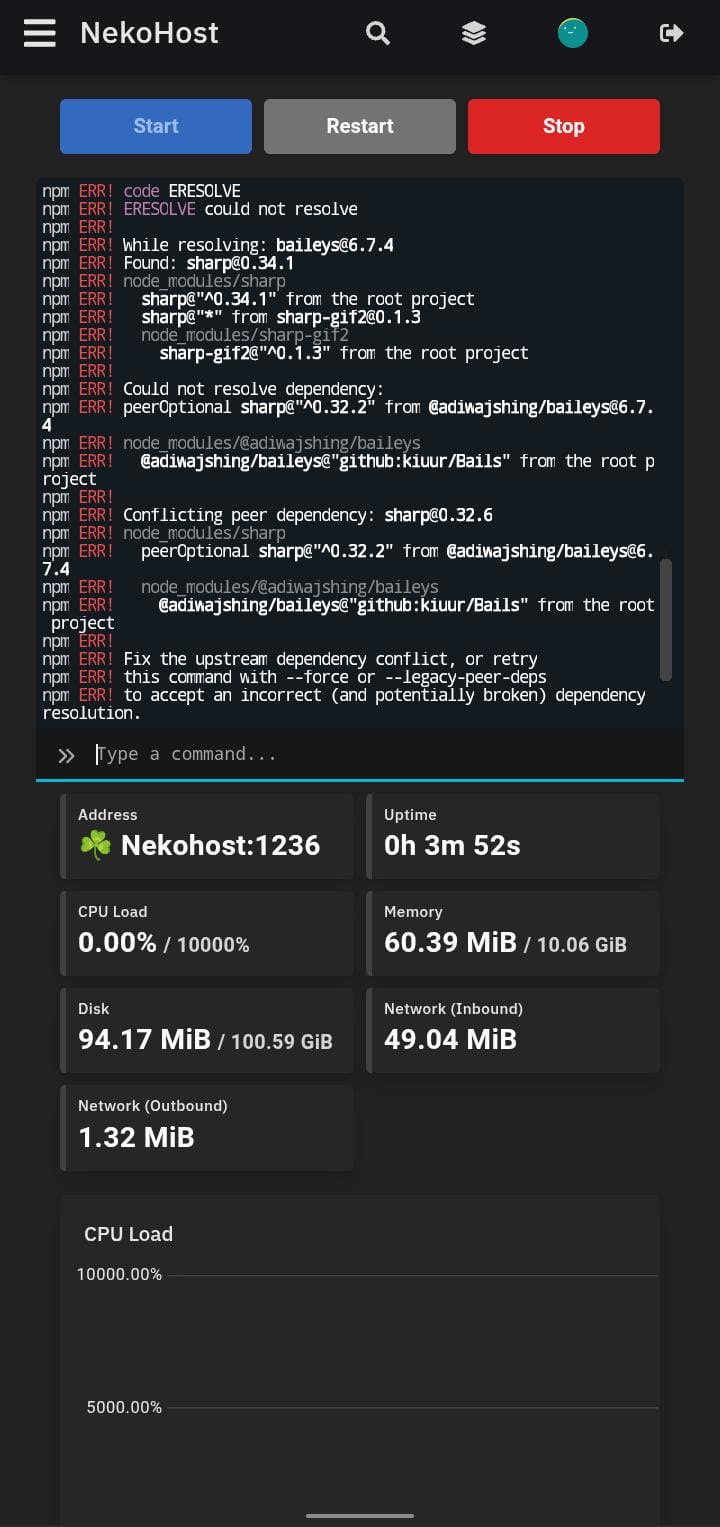 NekoHost
Start
Restart
Stop
npm ERR! code ERESOLVE
npm ERR! ERESOLVE could not resolve
npm ERR!
npm ERR! While resolving: baileys@6.7.4
npm ERR! Found: sharp@0.34.1
npm ERR! node_modules/sharp
npm ERR!   sharp@"^0.34.1" from the root project
npm ERR!   sharp@"*" from sharp-gif2@0.1.3
npm ERR!   node_modules/sharp-gif2
npm ERR!     sharp-gif2@"^0.1.3" from the root project
npm ERR!
npm ERR! Could not resolve dependency:
npm ERR! peerOptional sharp@"^0.32.2" from @adiwajshing/baileys@6.7.
4
npm ERR! node_modules/@adiwajshing/baileys
npm ERR!   @adiwajshing/baileys@"github:kiuur/Bails" from the root p
roject
npm ERR!
npm ERR! Conflicting peer dependency: sharp@0.32.6
npm ERR! node_modules/sharp
npm ERR!   peerOptional sharp@"^0.32.2" from @adiwajshing/baileys@6.
7.4
npm ERR!   node_modules/@adiwajshing/baileys
npm ERR!     @adiwajshing/baileys@"github:kiuur/Bails" from the root
 project
npm ERR!
npm ERR! Fix the upstream dependency conflict, or retry
npm ERR! this command with --force or --legacy-peer-deps
npm ERR! to accept an incorrect (and potentially broken) dependency
resolution.
Type a command...
Address
☘️ Nekohost:1236
Uptime
0h 3m 52s
CPU Load
0.00% / 10000%
Memory
60.39 MiB / 10.06 GiB
Disk
94.17 MiB / 100.59 GiB
Network (Inbound)
49.04 MiB
Network (Outbound)
1.32 MiB
CPU Load
10000.00%
5000.00%